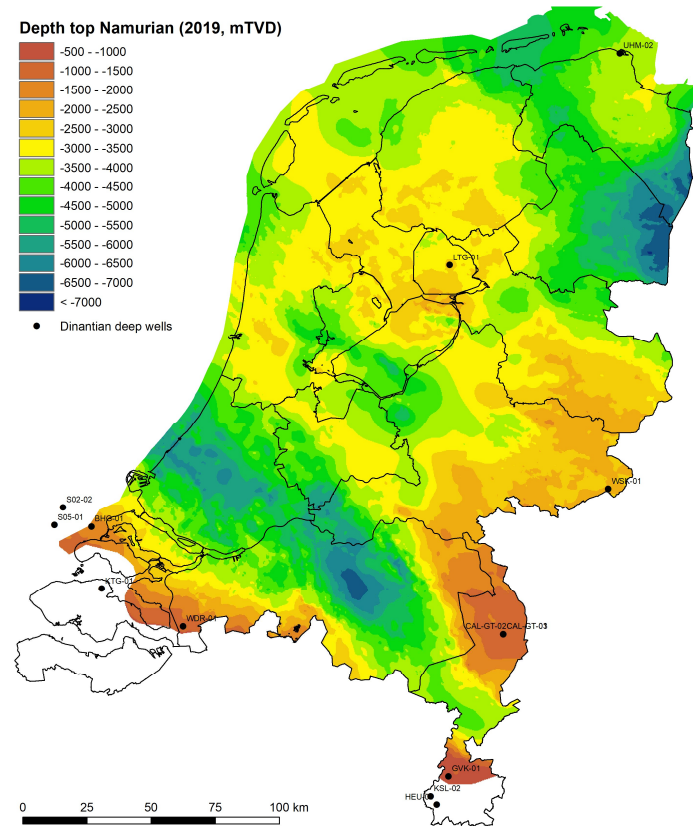 Depth top Namurian (2019, mTVD)
-500 - -1000
-1000 - -1500
-1500 - -2000
-2000 - -2500
-2500 - -3000
-3000 - -3500
-3500 - -4000
-4000 - -4500
-4500 - -5000
-5000 - -5500
-5500 - -6000
-6000 - -6500
-6500 - -7000
< -7000
Dinantian deep wells
UHM-02
LTG-01
WSK-01
S02-02
S05-01
BHG-01
KTG-01
WDR-01
CAL-GT-02CAL-GT-03
GVK-01
KSL-02
0 25 50 75 100 km